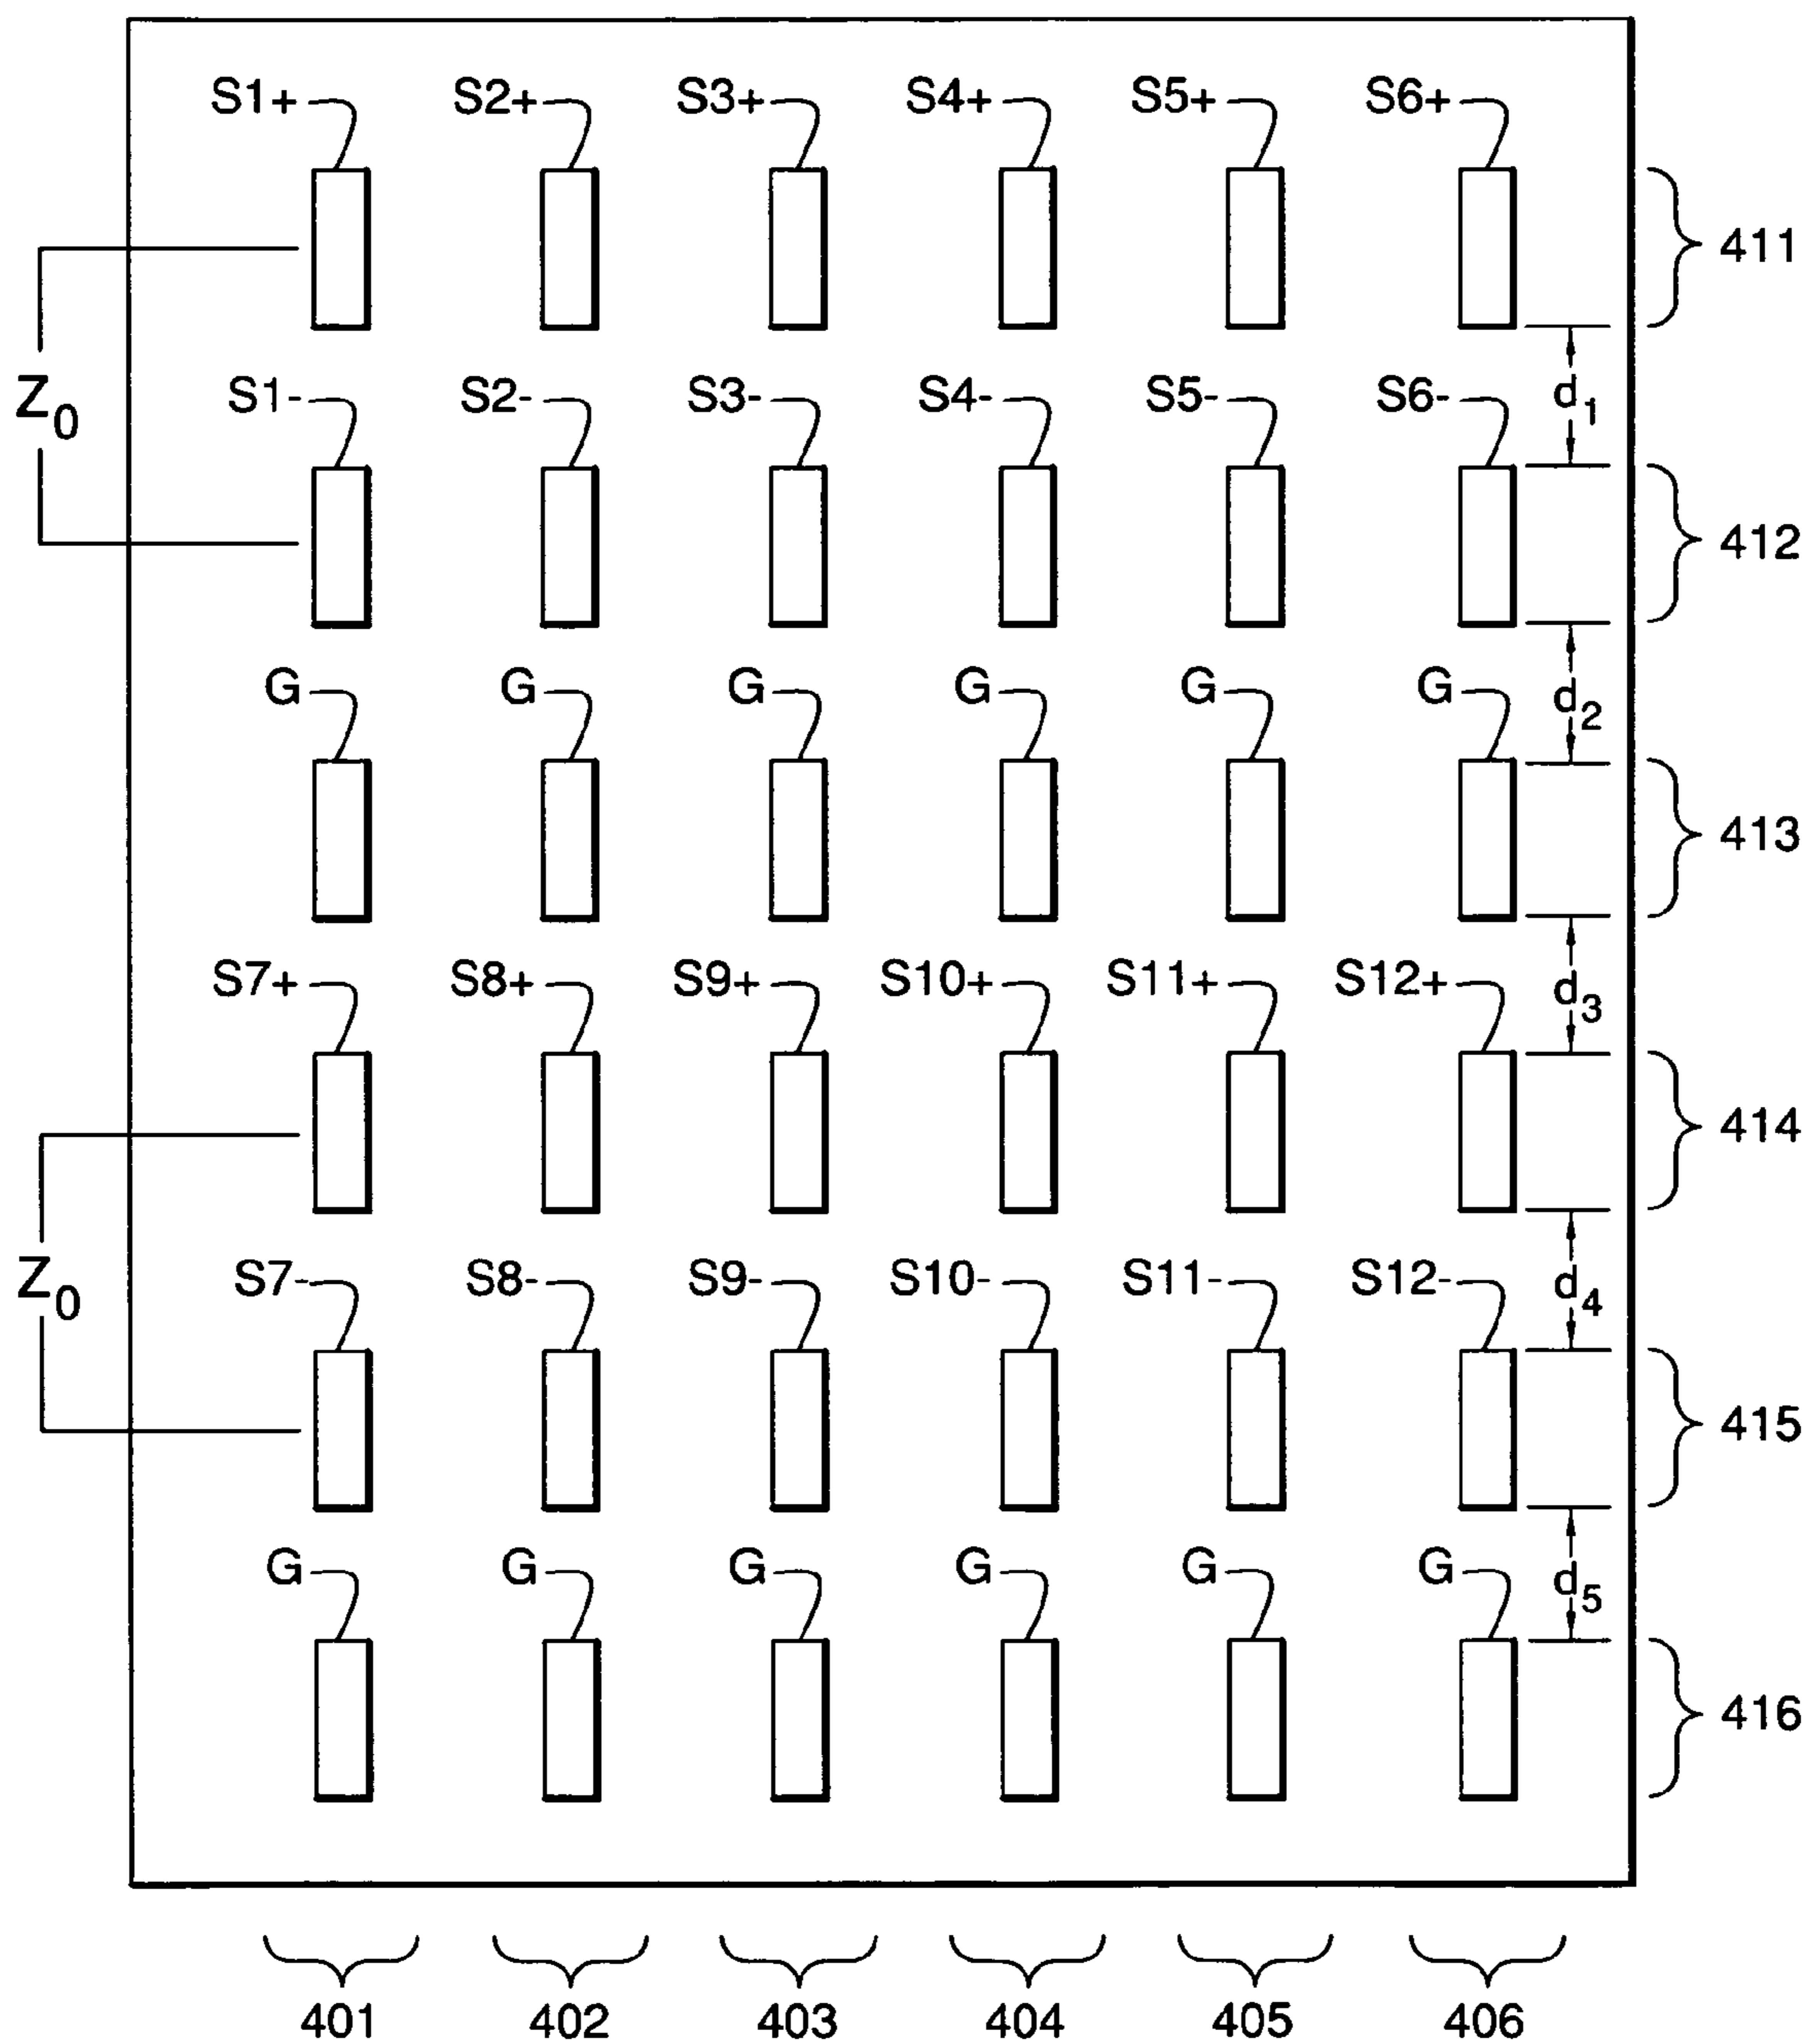 S1+ S2+ S3+ S4+ S5+ S6+
411
Z0
S1- S2- S3- S4- S5- S6-
d1
412
G G G G G G
d2
413
S7+ S8+ S9+ S10+ S11+ S12+
d3
414
Z0
S7- S8- S9- S10- S11- S12-
d4
415
G G G G G G
d5
416
401 402 403 404 405 406